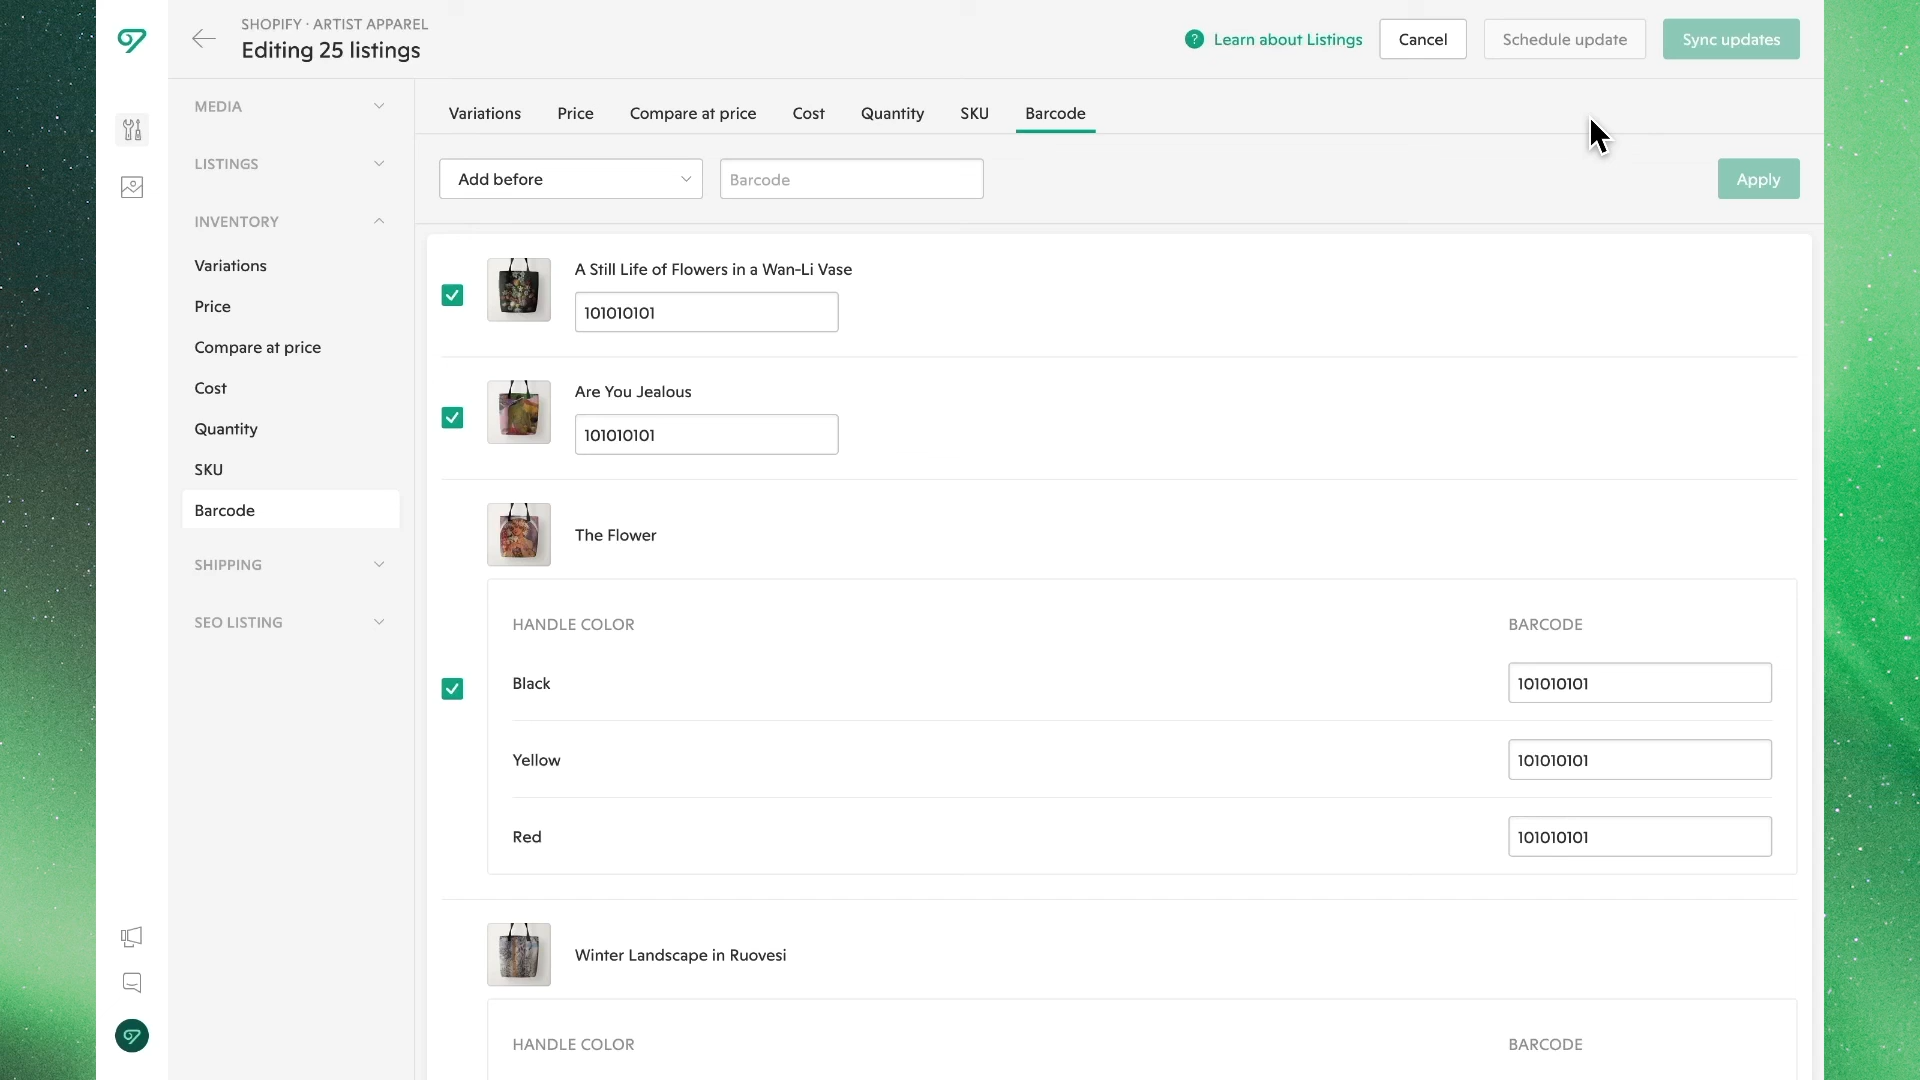 SHOPIFY · ARTIST APPAREL
Editing 25 listings
? Learn about Listings
Cancel
Schedule update
Sync updates
MEDIA
LISTINGS
INVENTORY
Variations
Price
Compare at price
Cost
Quantity
SKU
Barcode
SHIPPING
SEO LISTING
Variations Price Compare at price Cost Quantity SKU Barcode
Add before
Barcode
Apply
A Still Life of Flowers in a Wan-Li Vase
101010101
Are You Jealous
101010101
The Flower
HANDLE COLOR BARCODE
Black 101010101
Yellow 101010101
Red 101010101
Winter Landscape in Ruovesi
HANDLE COLOR BARCODE